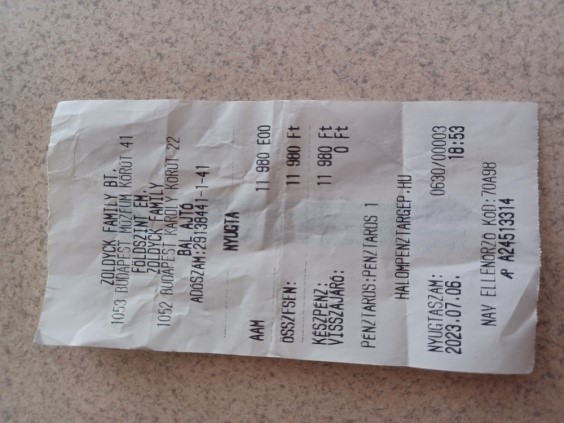 ZOLDYCK FAMILY BT.
1053 BUDAPEST MÚZEUM KÖRÚT 41
FÖLDSZINT EM.
ZOLDYCK FAMILY
1052 BUDAPEST KÁROLY KÖRÚT 22
BAL AJTÓ
ADÓSZÁM:29138441-1-41
NYUGTA
AAM 11 980 E00
ÖSSZESEN: 11 980 Ft
KÉSZPÉNZ: 11 980 Ft
VISSZAJÁRÓ: 0 Ft
PÉNZTÁROS:PÉNZTÁROS 1
HALOMPENZTARGEP.HU
NYUGTASZÁM: 0630/00003
2023.07.06. 18:53
NAV ELLENŐRZŐ KÓD:70A98
AP A24513314